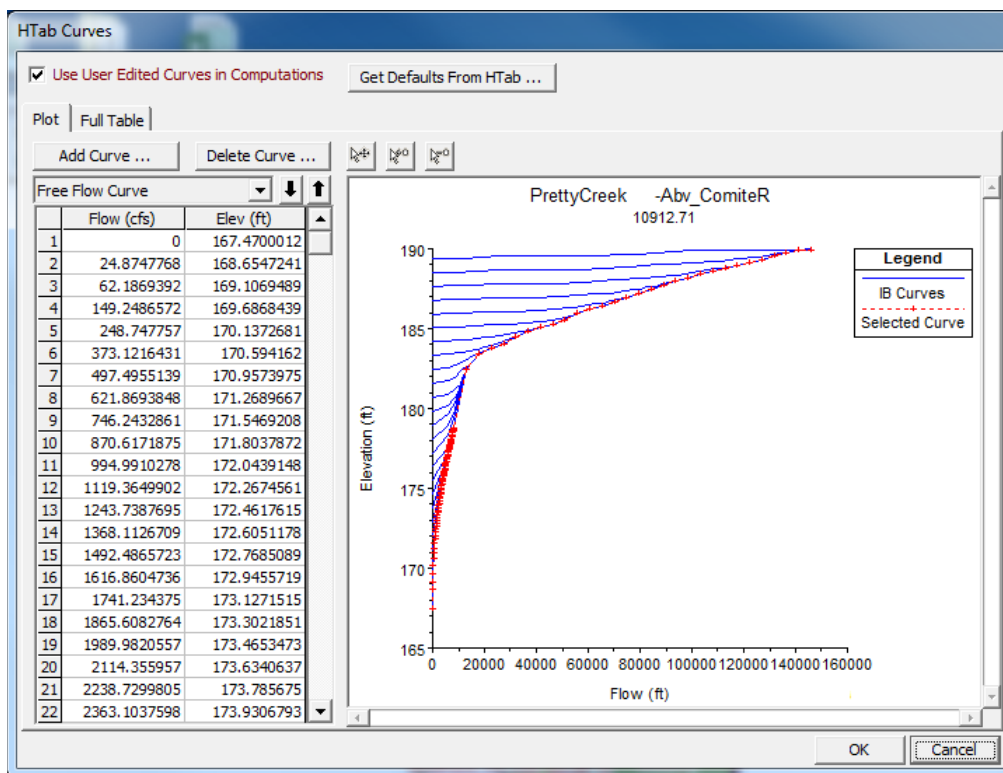 HTab Curves
Use User Edited Curves in Computations
Get Defaults From HTab ...
Plot
Full Table
Add Curve ...
Delete Curve ...
Free Flow Curve
Flow (cfs) Elev (ft)
1 0 167.4700012
2 24.8747768 168.6547241
3 62.1869392 169.1069489
4 149.2486572 169.6868439
5 248.747757 170.1372681
6 373.1216431 170.594162
7 497.4955139 170.9573975
8 621.8693848 171.2689667
9 746.2432861 171.5469208
10 870.6171875 171.8037872
11 994.9910278 172.0439148
12 1119.3649902 172.2674561
13 1243.7387695 172.4617615
14 1368.1126709 172.6051178
15 1492.4865723 172.7685089
16 1616.8604736 172.9455719
17 1741.234375 173.1271515
18 1865.6082764 173.3021851
19 1989.9820557 173.4653473
20 2114.355957 173.6340637
21 2238.7299805 173.785675
22 2363.1037598 173.9306793
PrettyCreek -Abv_ComiteR
10912.71
190
185
180
175
170
165
Elevation (ft)
0 20000 40000 60000 80000 100000 120000 140000 160000
Flow (ft)
Legend
IB Curves
Selected Curve
OK
Cancel